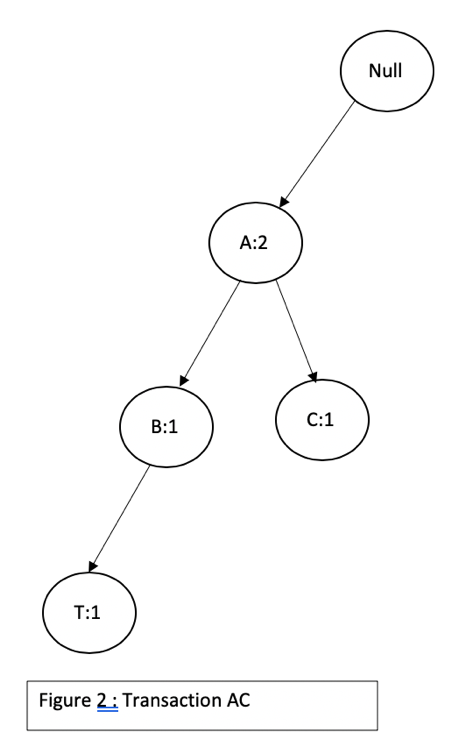 Null
A:2
B:1
C:1
T:1
Figure 2 : Transaction AC